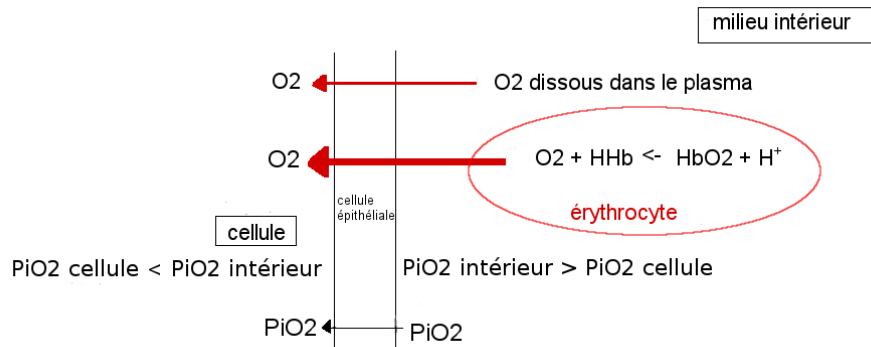 milieu intérieur
O2
O2 dissous dans le plasma
O2
O2 + HHb <- HbO2 + H⁺
cellule
épithéliale
érythrocyte
cellule
PiO2 cellule < PiO2 intérieur
PiO2 intérieur > PiO2 cellule
PiO2
PiO2